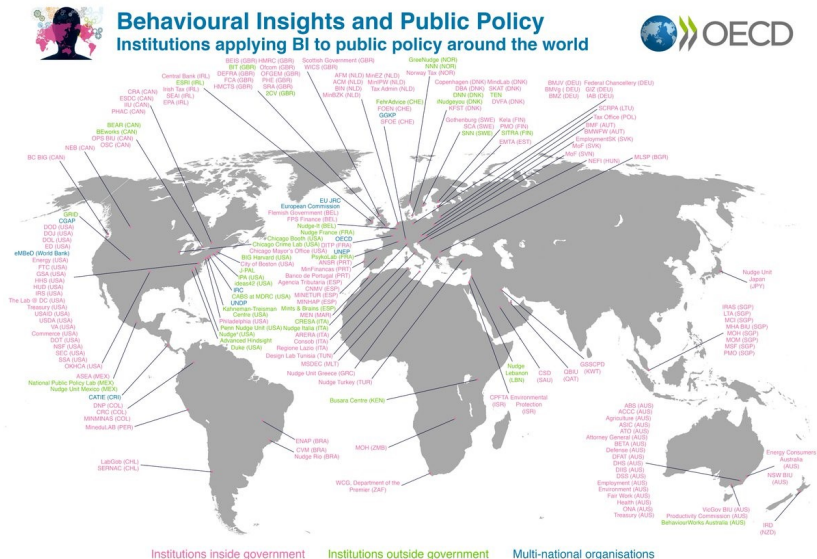 Behavioural Insights and Public Policy
Institutions applying BI to public policy around the world
OECD
BEIS (GBR) HMRC (GBR)
BIT (GBR) Ofcom (GBR)
DEFRA (GBR) OFGEM (GBR)
FCA (GBR) PHE (GBR)
HMCTS (GBR) SRA (GBR)
2CV (GBR)
Scottish Government (GBR)
WICS (GBR)
AFM (NLD) MinEZ (NLD)
ACM (NLD) MinIFW (NLD)
BIN (NLD) Tax Admin (NLD)
MinBZK (NLD)
GreeNudge (NOR)
NNN (NOR)
Norway Tax (NOR)
FehrAdvice (CHE)
FOEN (CHE)
GGKP
SFOE (CHE)
Copenhagen (DNK) MindLab (DNK)
DBA (DNK) SKAT (DNK)
DNN (DNK) TEN
iNudgeyou (DNK) DVFA (DNK)
KFST (DNK)
Gothenburg (SWE)
SCA (SWE)
SNN (SWE)
Kela (FIN)
PMO (FIN)
SITRA (FIN)
EMTA (EST)
BMJV (DEU) Federal Chancellery (DEU)
BMVg (DEU) GIZ (DEU)
BMZ (DEU) IAB (DEU)
SCRPA (LTU)
Tax Office (POL)
BMF (AUT)
BMWFW (AUT)
EmploymentSK (SVK)
MoF (SVK)
MoF (SVN)
NEFI (HUN)
MLSP (BGR)
Central Bank (IRL)
ESRI (IRL)
Irish Tax (IRL)
SEAI (IRL)
EPA (IRL)
CRA (CAN)
ESDC (CAN)
IIU (CAN)
PHAC (CAN)
BEAR (CAN)
BEworks (CAN)
OPS BIU (CAN)
OSC (CAN)
NEB (CAN)
BC BIG (CAN)
GRID
CGAP
DOD (USA)
DOJ (USA)
DOL (USA)
ED (USA)
eMBeD (World Bank)
Energy (USA)
FTC (USA)
GSA (USA)
HHS (USA)
HUD (USA)
IRS (USA)
The Lab @ DC (USA)
Treasury (USA)
USAID (USA)
USDA (USA)
VA (USA)
Commerce (USA)
DOT (USA)
NSF (USA)
SEC (USA)
SSA (USA)
OKHCA (USA)
ASEA (MEX)
National Public Policy Lab (MEX)
Nudge Unit Mexico (MEX)
CATIE (CRI)
DNP (COL)
CRC (COL)
MINMINAS (COL)
MineduLAB (PER)
LabGob (CHL)
SERNAC (CHL)
ENAP (BRA)
CVM (BRA)
Nudge Rio (BRA)
EU JRC
European Commission
Flemish Government (BEL)
FPS Finance (BEL)
Nudge-It (BEL)
Nudge France (FRA)
OECD
DITP (FRA)
UNEP
PsykoLab (FRA)
ANSR (PRT)
MinFinances (PRT)
Banco de Portugal (PRT)
Agencia Tributaria (ESP)
CNMV (ESP)
MINETUR (ESP)
MINHAP (ESP)
Mints & Brains (ESP)
MEN (MAR)
CRESA (ITA)
Nudge Italia (ITA)
ARERA (ITA)
Consob (ITA)
Regione Lazio (ITA)
Design Lab Tunisia (TUN)
MGDEC (MLT)
Nudge Unit Greece (GRC)
Nudge Turkey (TUR)
Chicago Booth (USA)
Chicago Crime Lab (USA)
Chicago Mayor's Office (USA)
BIG Harvard (USA)
City of Boston (USA)
J-PAL
IPA (USA)
ideas42 (USA)
IFC
CABS at MDRC (USA)
UNDP
Kahneman Treisman
Centre (USA)
Philadelphia (USA)
Penn Nudge Unit (USA)
Nudge⁴ (USA)
Advanced Hindsight
Duke (USA)
Busara Centre (KEN)
MOH (ZMB)
WCG, Department of the
Premier (ZAF)
CPFTA
(ISR)
Environmental
Protection
(ISR)
Nudge
Lebanon
(LBN)
CSD
(SAU)
QBIU
(QAT)
GSSCPD
(KWT)
Nudge Unit
Japan
(JPY)
IRAS (SGP)
LTA (SGP)
MCI (SGP)
MHA BIU (SGP)
MOH (SGP)
MOM (SGP)
MSF (SGP)
PMO (SGP)
ABS (AUS)
ACCC (AUS)
Agriculture (AUS)
ASIC (AUS)
ATO (AUS)
Attorney General (AUS)
BETA (AUS)
Defense (AUS)
DFAT (AUS)
DHS (AUS)
DHS (AUS)
DSS (AUS)
Employment (AUS)
Environment (AUS)
Fair Work (AUS)
Health (AUS)
ONA (AUS)
Treasury (AUS)
Energy Consumers
Australia
(AUS)
NSW BIU
(AUS)
VicGov BIU (AUS)
Productivity Commission (AUS)
BehaviourWorks Australia (AUS)
IRD
(NZD)
Institutions inside government Institutions outside government Multi-national organisations